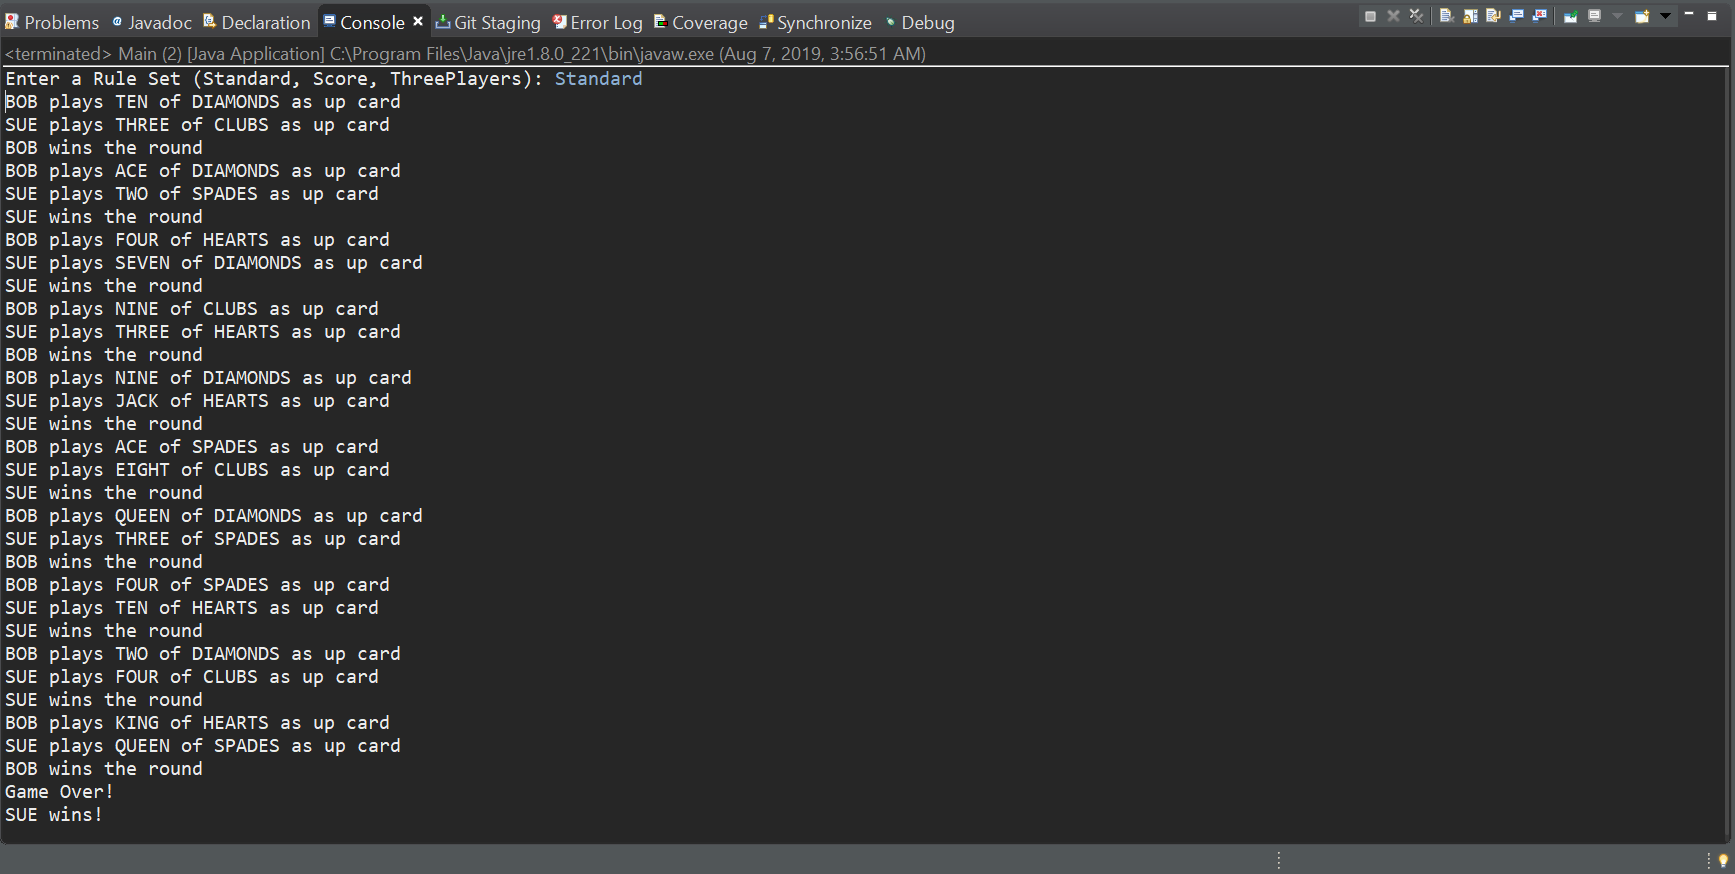 Problems @ Javadoc Declaration Console Git Staging Error Log Coverage Synchronize Debug
<terminated> Main (2) [Java Application] C:\Program Files\Java\jre1.8.0_221\bin\javaw.exe (Aug 7, 2019, 3:56:51 AM)
Enter a Rule Set (Standard, Score, ThreePlayers): Standard
BOB plays TEN of DIAMONDS as up card
SUE plays THREE of CLUBS as up card
BOB wins the round
BOB plays ACE of DIAMONDS as up card
SUE plays TWO of SPADES as up card
SUE wins the round
BOB plays FOUR of HEARTS as up card
SUE plays SEVEN of DIAMONDS as up card
SUE wins the round
BOB plays NINE of CLUBS as up card
SUE plays THREE of HEARTS as up card
BOB wins the round
BOB plays NINE of DIAMONDS as up card
SUE plays JACK of HEARTS as up card
SUE wins the round
BOB plays ACE of SPADES as up card
SUE plays EIGHT of CLUBS as up card
SUE wins the round
BOB plays QUEEN of DIAMONDS as up card
SUE plays THREE of SPADES as up card
BOB wins the round
BOB plays FOUR of SPADES as up card
SUE plays TEN of HEARTS as up card
SUE wins the round
BOB plays TWO of DIAMONDS as up card
SUE plays FOUR of CLUBS as up card
SUE wins the round
BOB plays KING of HEARTS as up card
SUE plays QUEEN of SPADES as up card
BOB wins the round
Game Over!
SUE wins!